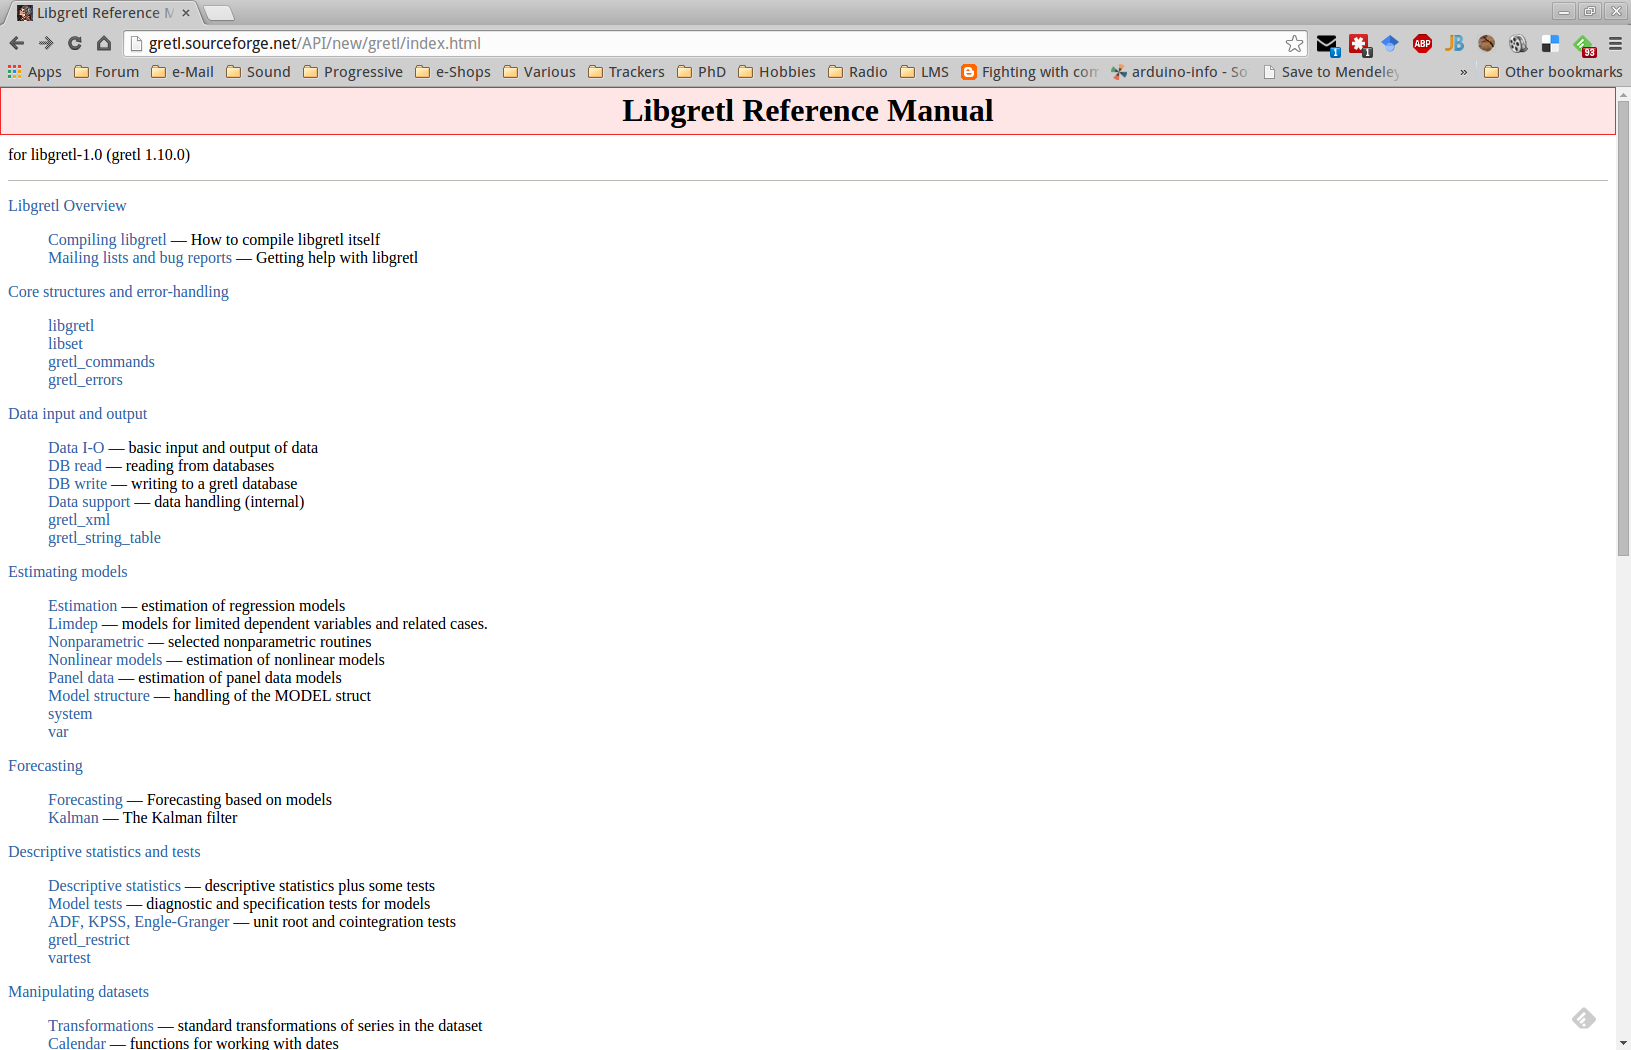 Libgretl Reference M
gretl.sourceforge.net/API/new/gretl/index.html
1
1
ABP
JB
93
Apps Forum e-Mail Sound Progressive e-Shops Various Trackers PhD Hobbies Radio LMS Fighting with com arduino-info - So Save to Mendeley » Other bookmarks
Libgretl Reference Manual
for libgretl-1.0 (gretl 1.10.0)
Libgretl Overview
Compiling libgretl — How to compile libgretl itself
Mailing lists and bug reports — Getting help with libgretl
Core structures and error-handling
libgretl
libset
gretl_commands
gretl_errors
Data input and output
Data I-O — basic input and output of data
DB read — reading from databases
DB write — writing to a gretl database
Data support — data handling (internal)
gretl_xml
gretl_string_table
Estimating models
Estimation — estimation of regression models
Limdep — models for limited dependent variables and related cases.
Nonparametric — selected nonparametric routines
Nonlinear models — estimation of nonlinear models
Panel data — estimation of panel data models
Model structure — handling of the MODEL struct
system
var
Forecasting
Forecasting — Forecasting based on models
Kalman — The Kalman filter
Descriptive statistics and tests
Descriptive statistics — descriptive statistics plus some tests
Model tests — diagnostic and specification tests for models
ADF, KPSS, Engle-Granger — unit root and cointegration tests
gretl_restrict
vartest
Manipulating datasets
Transformations — standard transformations of series in the dataset
Calendar — functions for working with dates